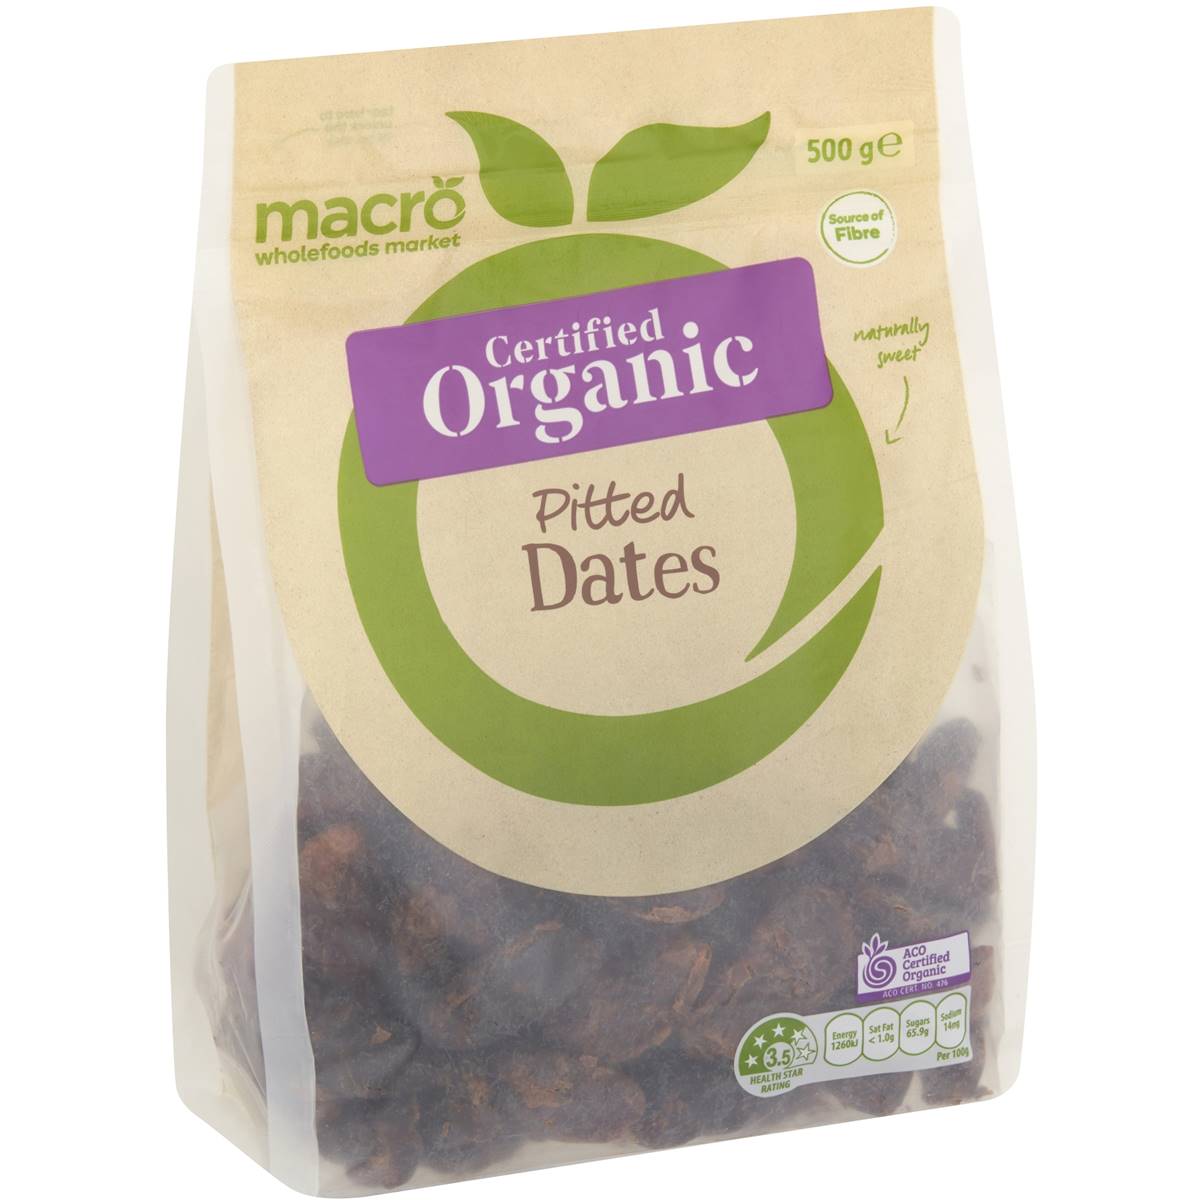 500 g e
macro
wholefoods market
Source of
Fibre
Certified
Organic
naturally
sweet
Pitted
Dates
ACO
Certified
Organic
ACO CERT. NO. 476
3.5
HEALTH STAR
RATING
Energy
1260kJ
Sat Fat
< 1.0g
Sugars
65.9g
Sodium
14mg
Per 100g